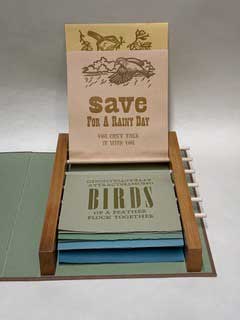 save
FOR A RAINY DAY
YOU CAN'T TAKE
IT WITH YOU
BIRDS
OF A FEATHER
FLOCK TOGETHER